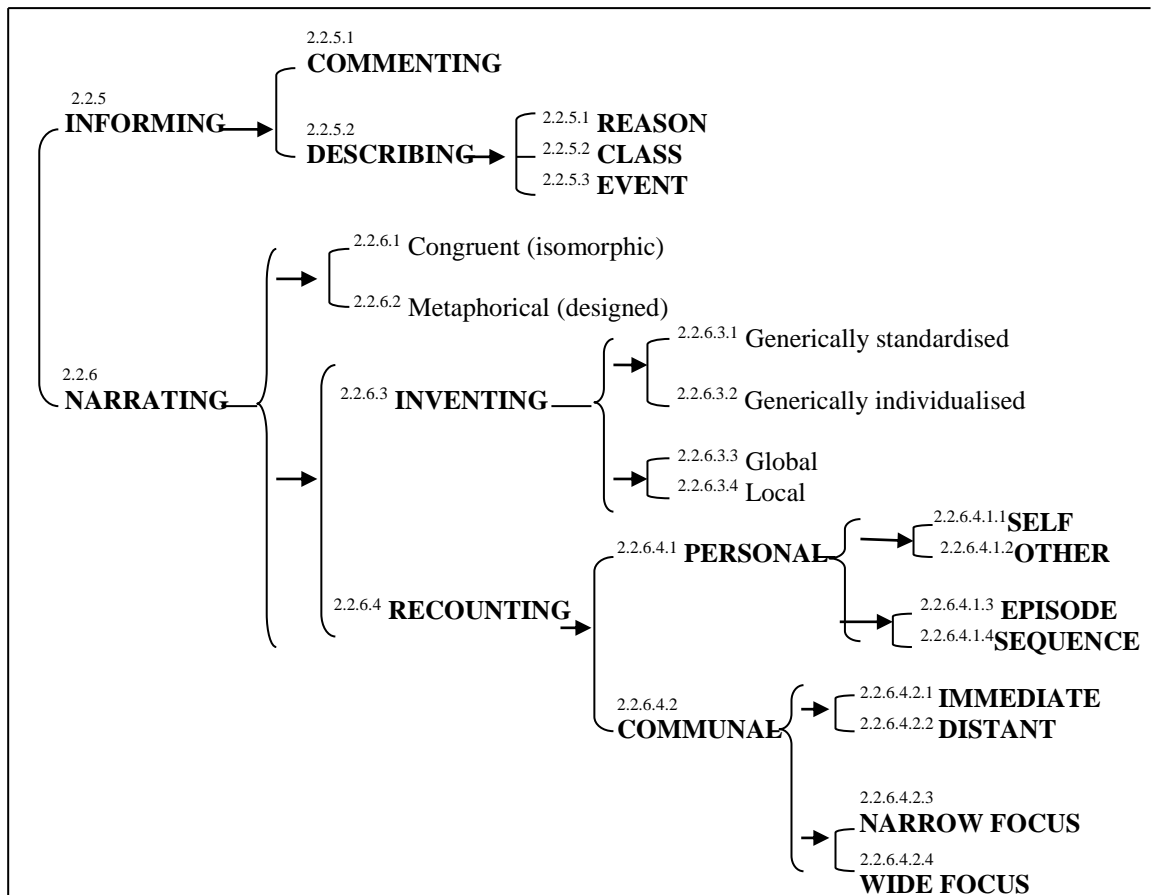 2.2.5.1
COMMENTING
2.2.5
INFORMING
2.2.5.2
DESCRIBING
2.2.5.1 REASON
2.2.5.2 CLASS
2.2.5.3 EVENT
2.2.6.1 Congruent (isomorphic)
2.2.6.2 Metaphorical (designed)
2.2.6
NARRATING
2.2.6.3 INVENTING
2.2.6.3.1 Generically standardised
2.2.6.3.2 Generically individualised
2.2.6.3.3 Global
2.2.6.3.4 Local
2.2.6.4 RECOUNTING
2.2.6.4.1 PERSONAL
2.2.6.4.1.1 SELF
2.2.6.4.1.2 OTHER
2.2.6.4.1.3 EPISODE
2.2.6.4.1.4 SEQUENCE
2.2.6.4.2
COMMUNAL
2.2.6.4.2.1 IMMEDIATE
2.2.6.4.2.2 DISTANT
2.2.6.4.2.3
NARROW FOCUS
2.2.6.4.2.4
WIDE FOCUS